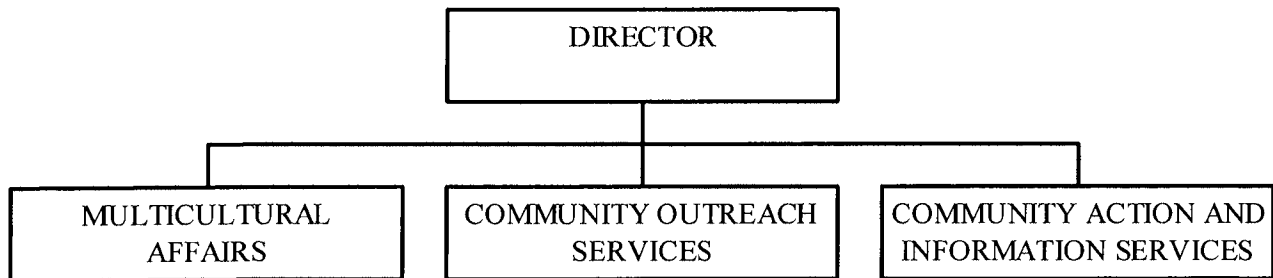 DIRECTOR
MULTICULTURAL
AFFAIRS
COMMUNITY OUTREACH
SERVICES
COMMUNITY ACTION AND
INFORMATION SERVICES